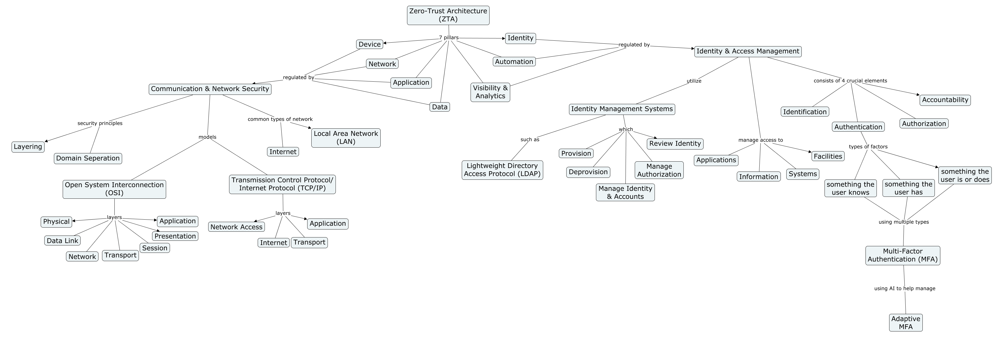 Zero-Trust Architecture
(ZTA)
7 pillars
Device
Identity
Network
Automation
Application
Visibility &
Analytics
Data
regulated by
regulated by
Communication & Network Security
Identity & Access Management
security principles
Layering
Domain Seperation
models
common types of network
Internet
Local Area Network
(LAN)
Open System Interconnection
(OSI)
layers
Physical
Data Link
Network
Transport
Session
Presentation
Application
Transmission Control Protocol/
Internet Protocol (TCP/IP)
layers
Network Access
Internet
Transport
Application
utilize
Identity Management Systems
such as
Lightweight Directory
Access Protocol (LDAP)
which
Provision
Deprovision
Manage Identity
& Accounts
Manage
Authorization
Review Identity
manage access to
Applications
Information
Systems
Facilities
consists of 4 crucial elements
Identification
Authentication
Authorization
Accountability
types of factors
something the
user knows
something the
user has
something the
user is or does
using multiple types
Multi-Factor
Authentication (MFA)
using AI to help manage
Adaptive
MFA